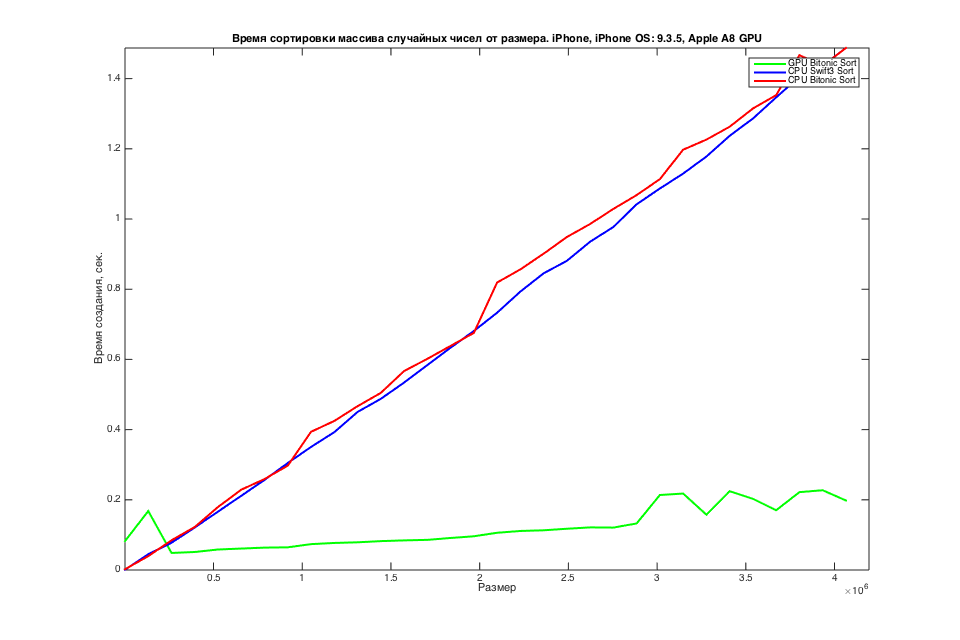 Время сортировки массива случайных чисел от размера. iPhone, iPhone OS: 9.3.5, Apple A8 GPU
GPU Bitonic Sort
CPU Swift3 Sort
CPU Bitonic Sort
Время создания, сек.
1.4
1.2
1
0.8
0.6
0.4
0.2
0
0.5
1
1.5
2
2.5
3
3.5
4
×10⁶
Размер